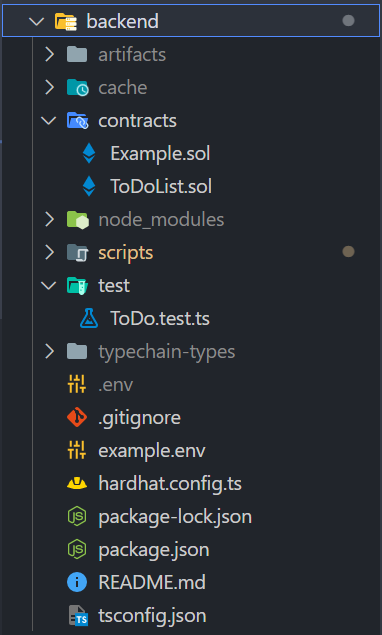 backend
artifacts
cache
contracts
Example.sol
ToDoList.sol
node_modules
scripts
test
ToDo.test.ts
typechain-types
.env
.gitignore
example.env
hardhat.config.ts
package-lock.json
package.json
README.md
tsconfig.json